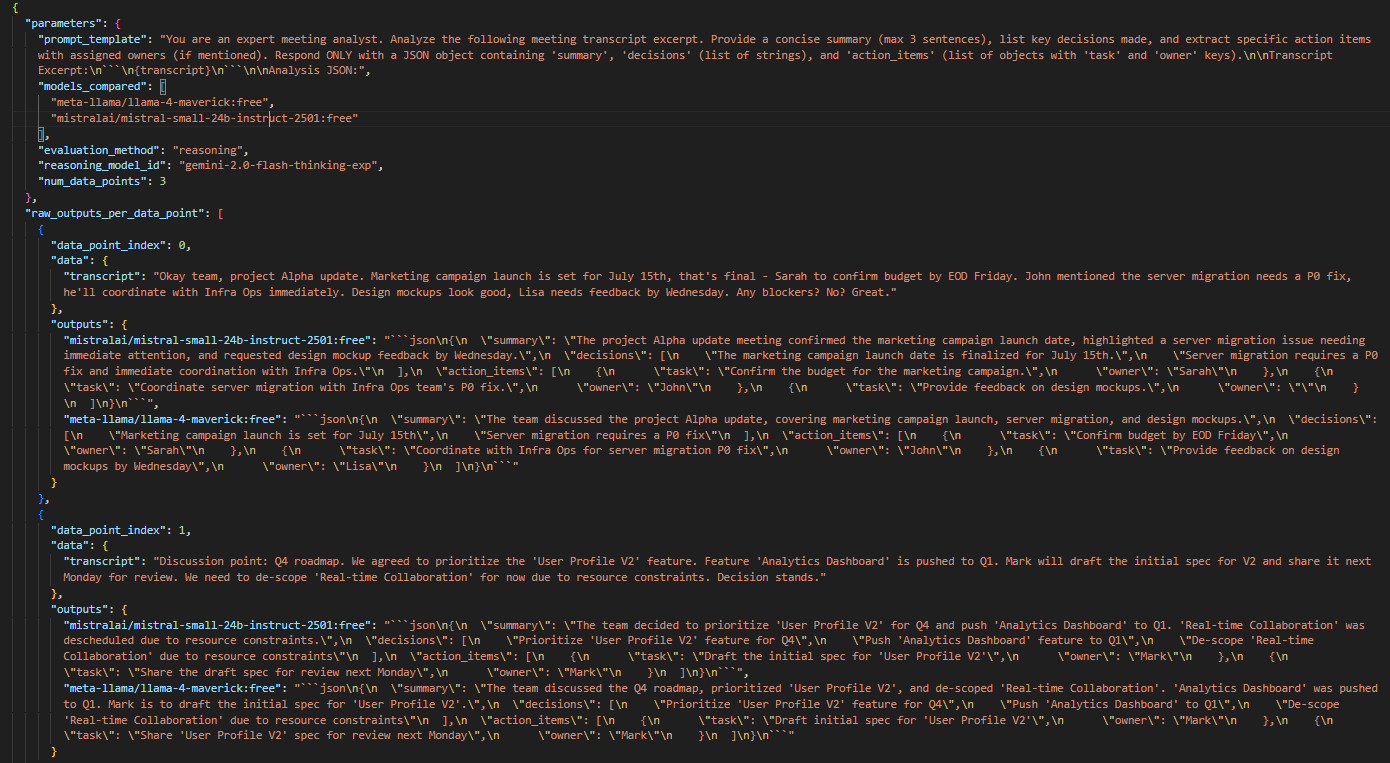 {
"parameters": {
"prompt_template": "You are an expert meeting analyst. Analyze the following meeting transcript excerpt. Provide a concise summary (max 3 sentences), list key decisions made, and extract specific action items
with assigned owners (if mentioned). Respond ONLY with a JSON object containing 'summary', 'decisions' (list of strings), and 'action_items' (list of objects with 'task' and 'owner' keys).\n\nTranscript
Excerpt:\n```\n{transcript}\n```\n\nAnalysis JSON:",
"models_compared": [
"meta-llama/llama-4-maverick:free",
"mistralai/mistral-small-24b-instruct-2501:free"
],
"evaluation_method": "reasoning",
"reasoning_model_id": "gemini-2.0-flash-thinking-exp",
"num_data_points": 3
},
"raw_outputs_per_data_point": [
{
"data_point_index": 0,
"data": {
"transcript": "Okay team, project Alpha update. Marketing campaign launch is set for July 15th, that's final - Sarah to confirm budget by EOD Friday. John mentioned the server migration needs a P0 fix,
he'll coordinate with Infra Ops immediately. Design mockups look good, Lisa needs feedback by Wednesday. Any blockers? No? Great."
},
"outputs": {
"mistralai/mistral-small-24b-instruct-2501:free": "```json\n{\n  \"summary\": \"The project Alpha update meeting confirmed the marketing campaign launch date, highlighted a server migration issue needing
immediate attention, and requested design mockup feedback by Wednesday.\",\n  \"decisions\": [\n    \"The marketing campaign launch date is finalized for July 15th.\",\n    \"Server migration requires a P0
fix and immediate coordination with Infra Ops.\"\n  ],\n  \"action_items\": [\n    {\n      \"task\": \"Confirm the budget for the marketing campaign.\",\n      \"owner\": \"Sarah\"\n    },\n    {\n
\"task\": \"Coordinate server migration with Infra Ops team's P0 fix.\",\n      \"owner\": \"John\"\n    },\n    {\n      \"task\": \"Provide feedback on design mockups.\",\n      \"owner\": \"\"\n    }
\n  ]\n}\n```",
"meta-llama/llama-4-maverick:free": "```json\n{\n  \"summary\": \"The team discussed the project Alpha update, covering marketing campaign launch, server migration, and design mockups.\",\n  \"decisions\":
[\n    \"Marketing campaign launch is set for July 15th\",\n    \"Server migration requires a P0 fix\"\n  ],\n  \"action_items\": [\n    {\n      \"task\": \"Confirm budget by EOD Friday\",\n
\"owner\": \"Sarah\"\n    },\n    {\n      \"task\": \"Coordinate with Infra Ops for server migration P0 fix\",\n      \"owner\": \"John\"\n    },\n    {\n      \"task\": \"Provide feedback on design
mockups by Wednesday\",\n      \"owner\": \"Lisa\"\n    }\n  ]\n}\n```"
}
},
{
"data_point_index": 1,
"data": {
"transcript": "Discussion point: Q4 roadmap. We agreed to prioritize the 'User Profile V2' feature. Feature 'Analytics Dashboard' is pushed to Q1. Mark will draft the initial spec for V2 and share it next
Monday for review. We need to de-scope 'Real-time Collaboration' for now due to resource constraints. Decision stands."
},
"outputs": {
"mistralai/mistral-small-24b-instruct-2501:free": "```json\n{\n  \"summary\": \"The team decided to prioritize 'User Profile V2' for Q4 and push 'Analytics Dashboard' to Q1. 'Real-time Collaboration' was
descheduled due to resource constraints.\",\n  \"decisions\": [\n    \"Prioritize 'User Profile V2' feature for Q4\",\n    \"Push 'Analytics Dashboard' feature to Q1\",\n    \"De-scope 'Real-time
Collaboration' due to resource constraints\"\n  ],\n  \"action_items\": [\n    {\n      \"task\": \"Draft the initial spec for 'User Profile V2'\",\n      \"owner\": \"Mark\"\n    },\n    {\n
\"task\": \"Share the draft spec for review next Monday\",\n      \"owner\": \"Mark\"\n    }\n  ]\n}\n```",
"meta-llama/llama-4-maverick:free": "```json\n{\n  \"summary\": \"The team discussed the Q4 roadmap, prioritized 'User Profile V2', and de-scoped 'Real-time Collaboration'. 'Analytics Dashboard' was pushed
to Q1. Mark is to draft the initial spec for 'User Profile V2'.\",\n  \"decisions\": [\n    \"Prioritize 'User Profile V2' feature for Q4\",\n    \"Push 'Analytics Dashboard' to Q1\",\n    \"De-scope
'Real-time Collaboration' due to resource constraints\"\n  ],\n  \"action_items\": [\n    {\n      \"task\": \"Draft initial spec for 'User Profile V2'\",\n      \"owner\": \"Mark\"\n    },\n    {\n
\"task\": \"Share 'User Profile V2' spec for review next Monday\",\n      \"owner\": \"Mark\"\n    }\n  ]\n}\n```"
}